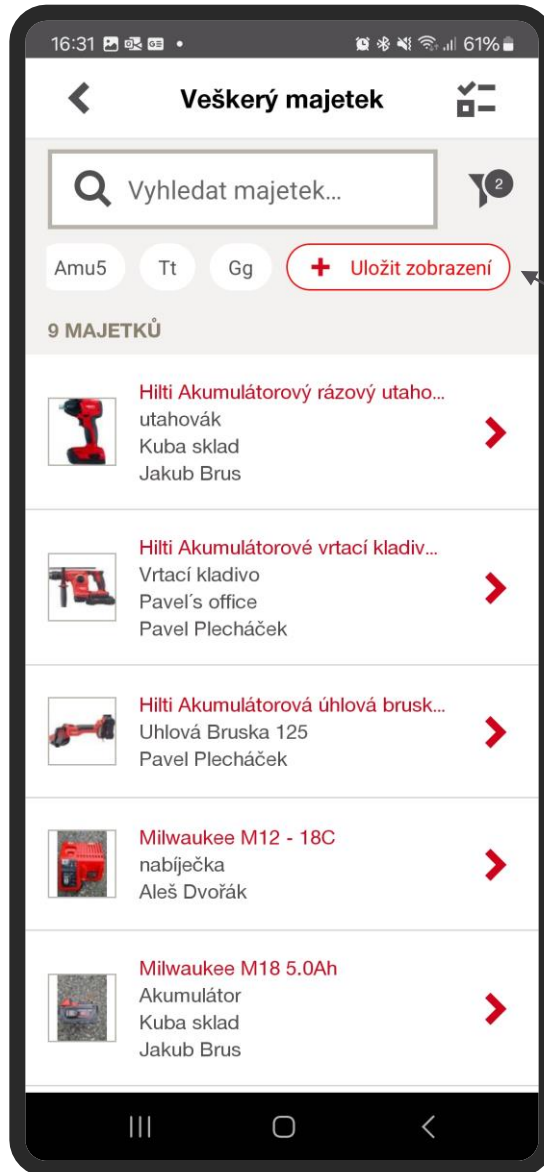 16:31 61%
Veškerý majetek
Vyhledat majetek...
2
Amu5 Tt Gg + Uložit zobrazení
9 MAJETKŮ
Hilti Akumulátorový rázový utaho...
utahovák
Kuba sklad
Jakub Brus
Hilti Akumulátorové vrtací kladiv...
Vrtací kladivo
Pavel´s office
Pavel Plecháček
Hilti Akumulátorová úhlová brusk...
Uhlová Bruska 125
Pavel Plecháček
Milwaukee M12 - 18C
nabíječka
Aleš Dvořák
Milwaukee M18 5.0Ah
Akumulátor
Kuba sklad
Jakub Brus